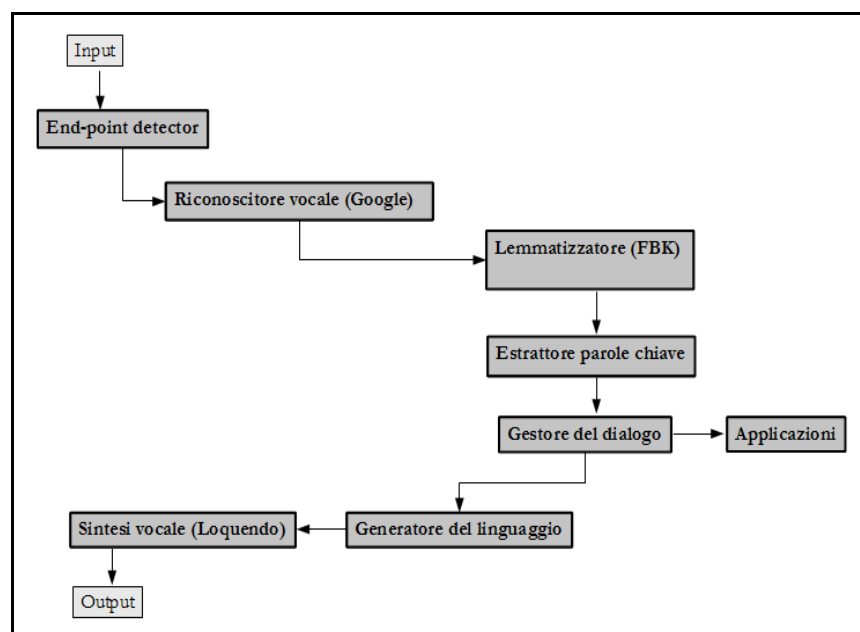 Input
End-point detector
Riconoscitore vocale (Google)
Lemmatizzatore (FBK)
Estrattore parole chiave
Gestore del dialogo
Applicazioni
Generatore del linguaggio
Sintesi vocale (Loquendo)
Output